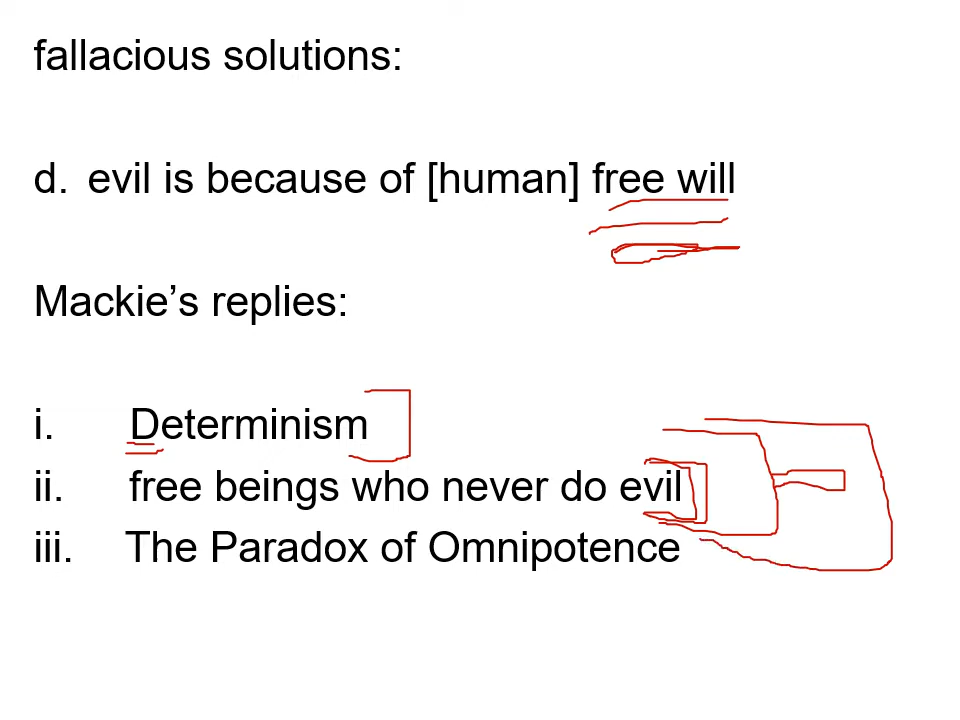 fallacious solutions:
d. evil is because of [human] free will
Mackie’s replies:
i. Determinism
ii. free beings who never do evil
iii. The Paradox of Omnipotence